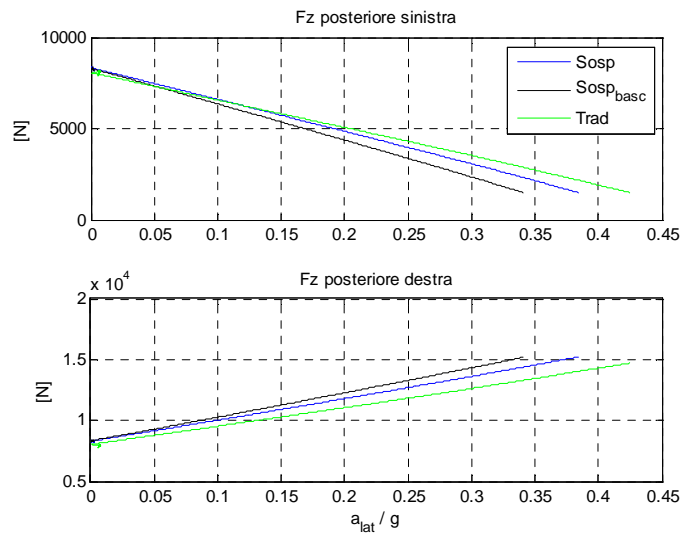 Fz posteriore sinistra
10000
5000
0
[N]
Sosp
Sosp_basc
Trad
0 0.05 0.1 0.15 0.2 0.25 0.3 0.35 0.4 0.45
x 10^4
Fz posteriore destra
2
1.5
1
0.5
[N]
0 0.05 0.1 0.15 0.2 0.25 0.3 0.35 0.4 0.45
a_lat / g